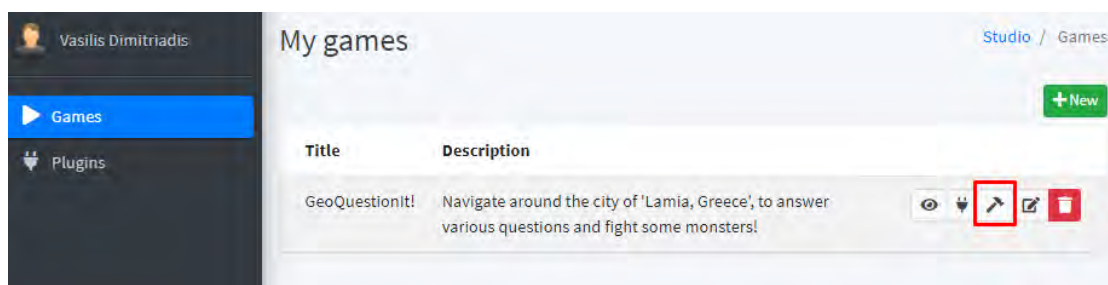 Vasilis Dimitriadis
My games
Studio / Games
Games
+New
Plugins
Title Description
GeoQuestionIt! Navigate around the city of 'Lamia, Greece', to answer
various questions and fight some monsters!